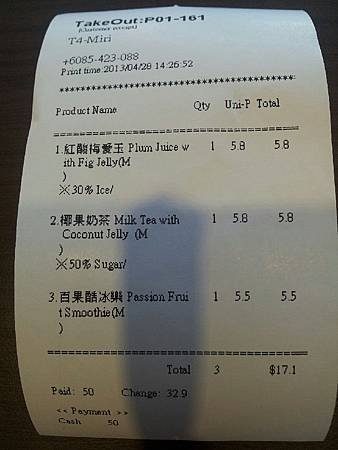 TakeOut:P01-161
(Customer receipt)
T4-Miri
+6085-423-088
Print time:2013/04/28 14:26:52
************************************************
Product Name Qty Uni-P Total
================================
1.紅酸梅愛玉 Plum Juice w 1 5.8 5.8
ith Fig Jelly(M
)
※30% Ice/
2.椰果奶茶 Milk Tea with 1 5.8 5.8
Coconut Jelly (M
)
※50% Sugar/
3.百果酷冰樂 Passion Frui 1 5.5 5.5
t Smoothie(M
)
================================
Total 3 $17.1
Paid: 50 Change: 32.9
<< Payment >>
Cash 50